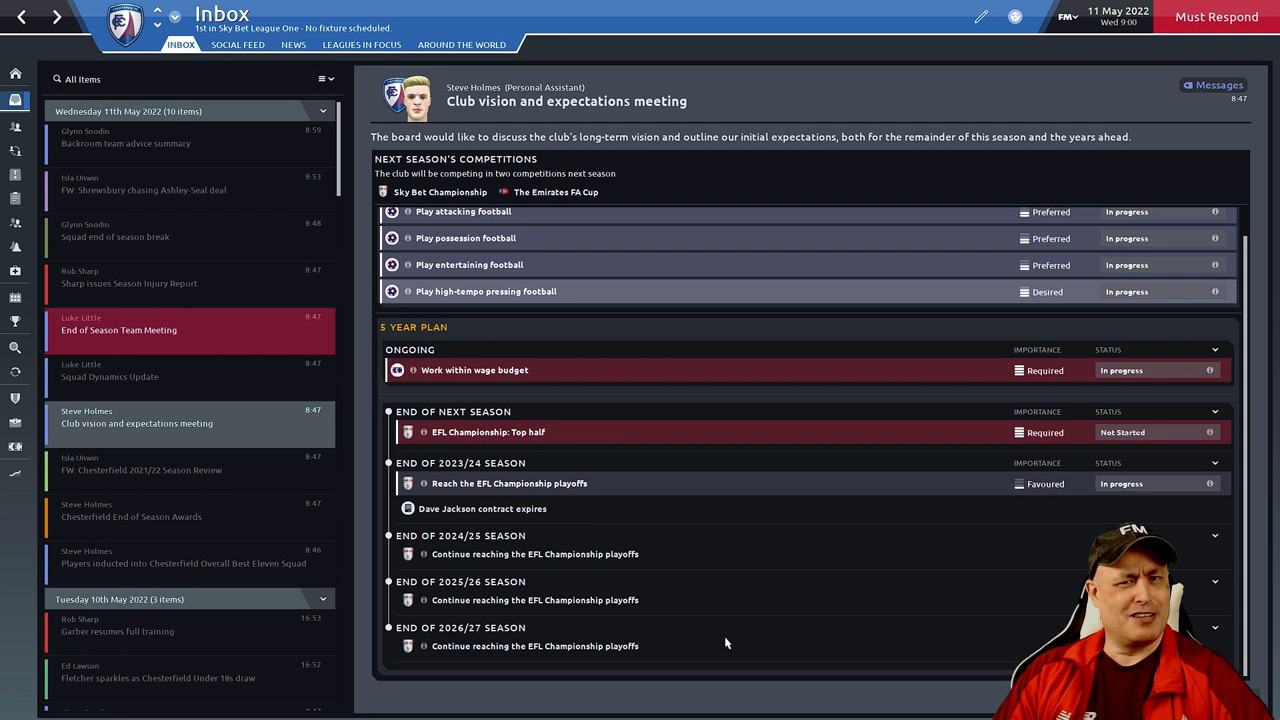 Inbox
1st in Sky Bet League One - No fixture scheduled.
INBOX SOCIAL FEED NEWS LEAGUES IN FOCUS AROUND THE WORLD
FM
11 May 2022
Wed 9:00
Must Respond
All Items
Wednesday 11th May 2022 (10 items)
Glynn Snodin 8:59
Backroom team advice summary
Isla Unwin 8:53
FW: Shrewsbury chasing Ashley-Seal deal
Glynn Snodin 8:48
Squad end of season break
Rob Sharp 8:47
Sharp issues Season Injury Report
Luke Little 8:47
End of Season Team Meeting
Luke Little 8:47
Squad Dynamics Update
Steve Holmes 8:47
Club vision and expectations meeting
Isla Unwin 8:47
FW: Chesterfield 2021/22 Season Review
Steve Holmes 8:47
Chesterfield End of Season Awards
Steve Holmes 8:46
Players inducted into Chesterfield Overall Best Eleven Squad
Tuesday 10th May 2022 (3 items)
Rob Sharp 16:53
Garber resumes full training
Ed Lawson 16:52
Fletcher sparkles as Chesterfield Under 18s draw
Steve Holmes (Personal Assistant)
Club vision and expectations meeting
Messages
8:47
The board would like to discuss the club's long-term vision and outline our initial expectations, both for the remainder of this season and the years ahead.
NEXT SEASON'S COMPETITIONS
The club will be competing in two competitions next season
Sky Bet Championship The Emirates FA Cup
Play attacking football Preferred In progress
Play possession football Preferred In progress
Play entertaining football Preferred In progress
Play high-tempo pressing football Desired In progress
5 YEAR PLAN
ONGOING IMPORTANCE STATUS
Work within wage budget Required In progress
END OF NEXT SEASON IMPORTANCE STATUS
EFL Championship: Top half Required Not Started
END OF 2023/24 SEASON IMPORTANCE STATUS
Reach the EFL Championship playoffs Favoured In progress
Dave Jackson contract expires
END OF 2024/25 SEASON
Continue reaching the EFL Championship playoffs
END OF 2025/26 SEASON
Continue reaching the EFL Championship playoffs
END OF 2026/27 SEASON
Continue reaching the EFL Championship playoffs
FM